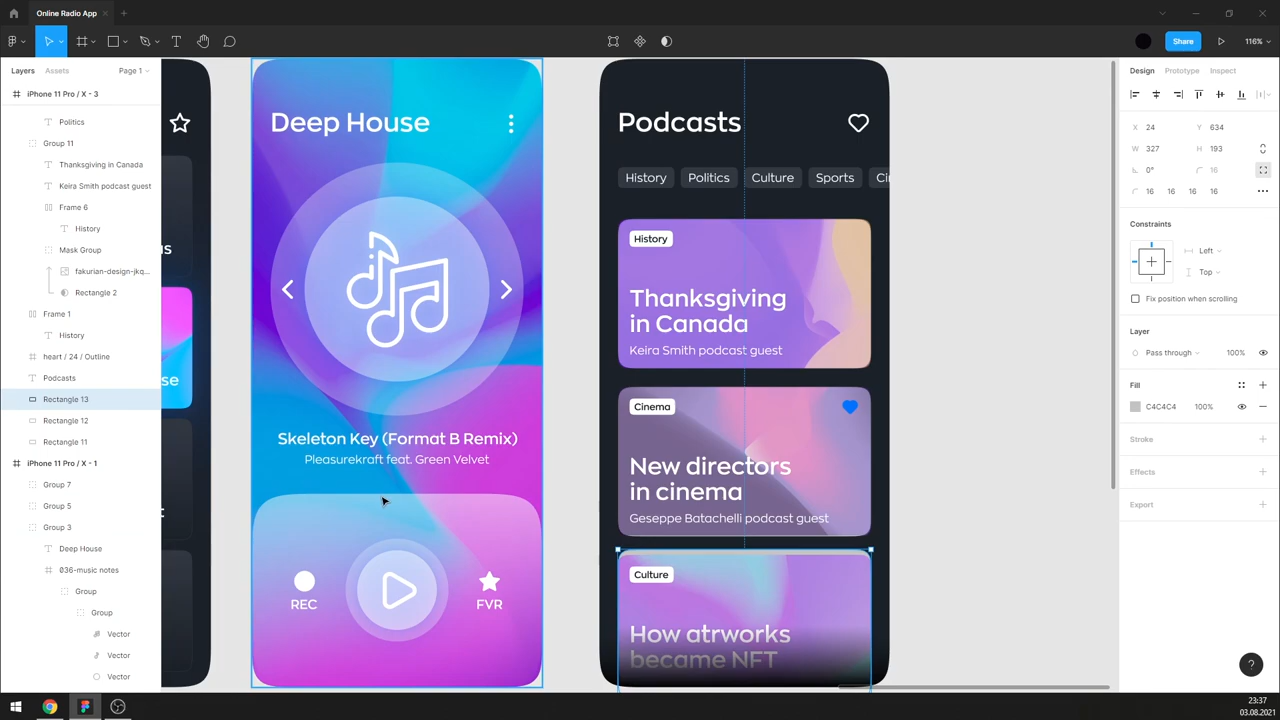 Online Radio App
Share
116%
Layers
Assets
Page 1
iPhone 11 Pro / X - 3
Politics
Group 11
Thanksgiving in Canada
Keira Smith podcast guest
Frame 6
History
Mask Group
fakurian-design-jkq...
Rectangle 2
Frame 1
History
heart / 24 / Outline
Podcasts
Rectangle 13
Rectangle 12
Rectangle 11
iPhone 11 Pro / X - 1
Group 7
Group 5
Group 3
Deep House
036-music notes
Group
Group
Vector
Vector
Vector
Deep House
Skeleton Key (Format B Remix)
Pleasurekraft feat. Green Velvet
REC
FVR
Podcasts
History
Politics
Culture
Sports
Ci
History
Thanksgiving
in Canada
Keira Smith podcast guest
Cinema
New directors
in cinema
Geseppe Batachelli podcast guest
Culture
How atrworks
became NFT
Design
Prototype
Inspect
X 24 Y 634
W 327 H 193
0° 16
16 16 16 16
Constraints
Left
Top
Fix position when scrolling
Layer
Pass through 100%
Fill
C4C4C4 100%
Stroke
Effects
Export
?
23:37
03.08.2021